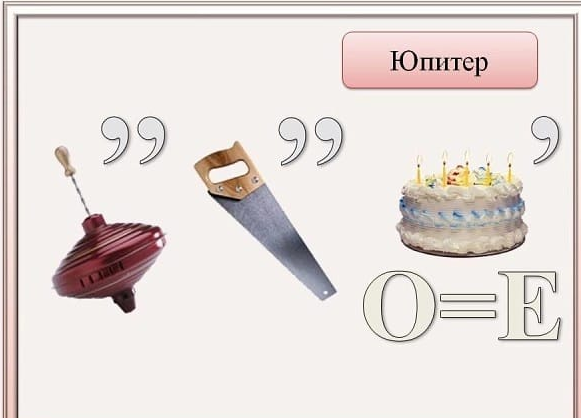 Юпитер
,, ,, ,
О=Е